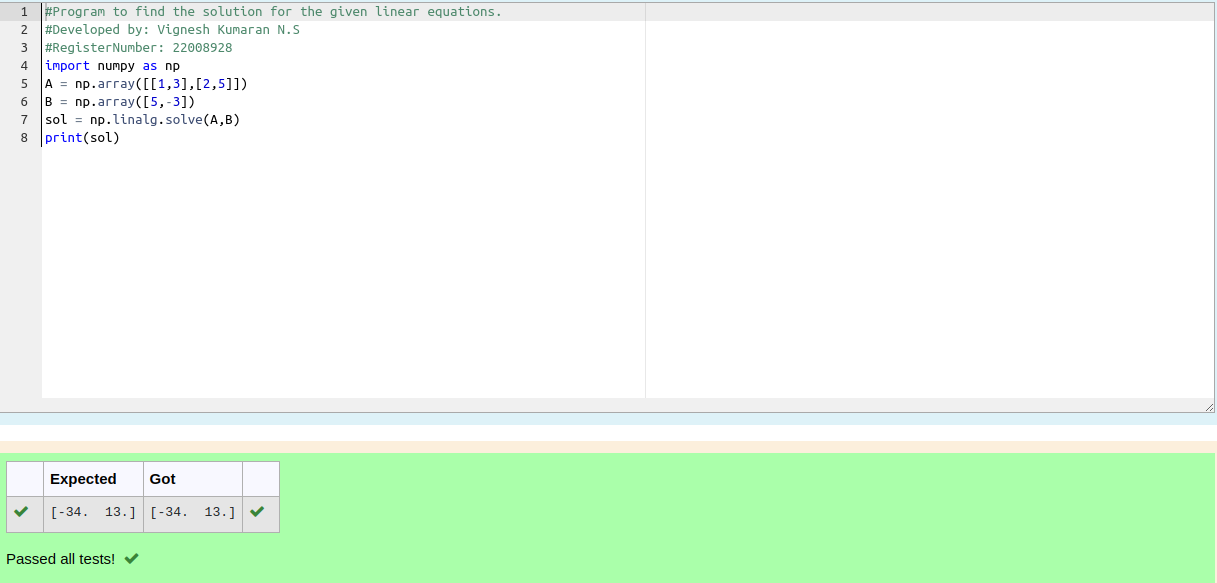 1 #Program to find the solution for the given linear equations.
2 #Developed by: Vignesh Kumaran N.S
3 #RegisterNumber: 22008928
4 import numpy as np
5 A = np.array([[1,3],[2,5]])
6 B = np.array([5,-3])
7 sol = np.linalg.solve(A,B)
8 print(sol)
Expected Got
[-34.  13.] [-34.  13.]
Passed all tests!